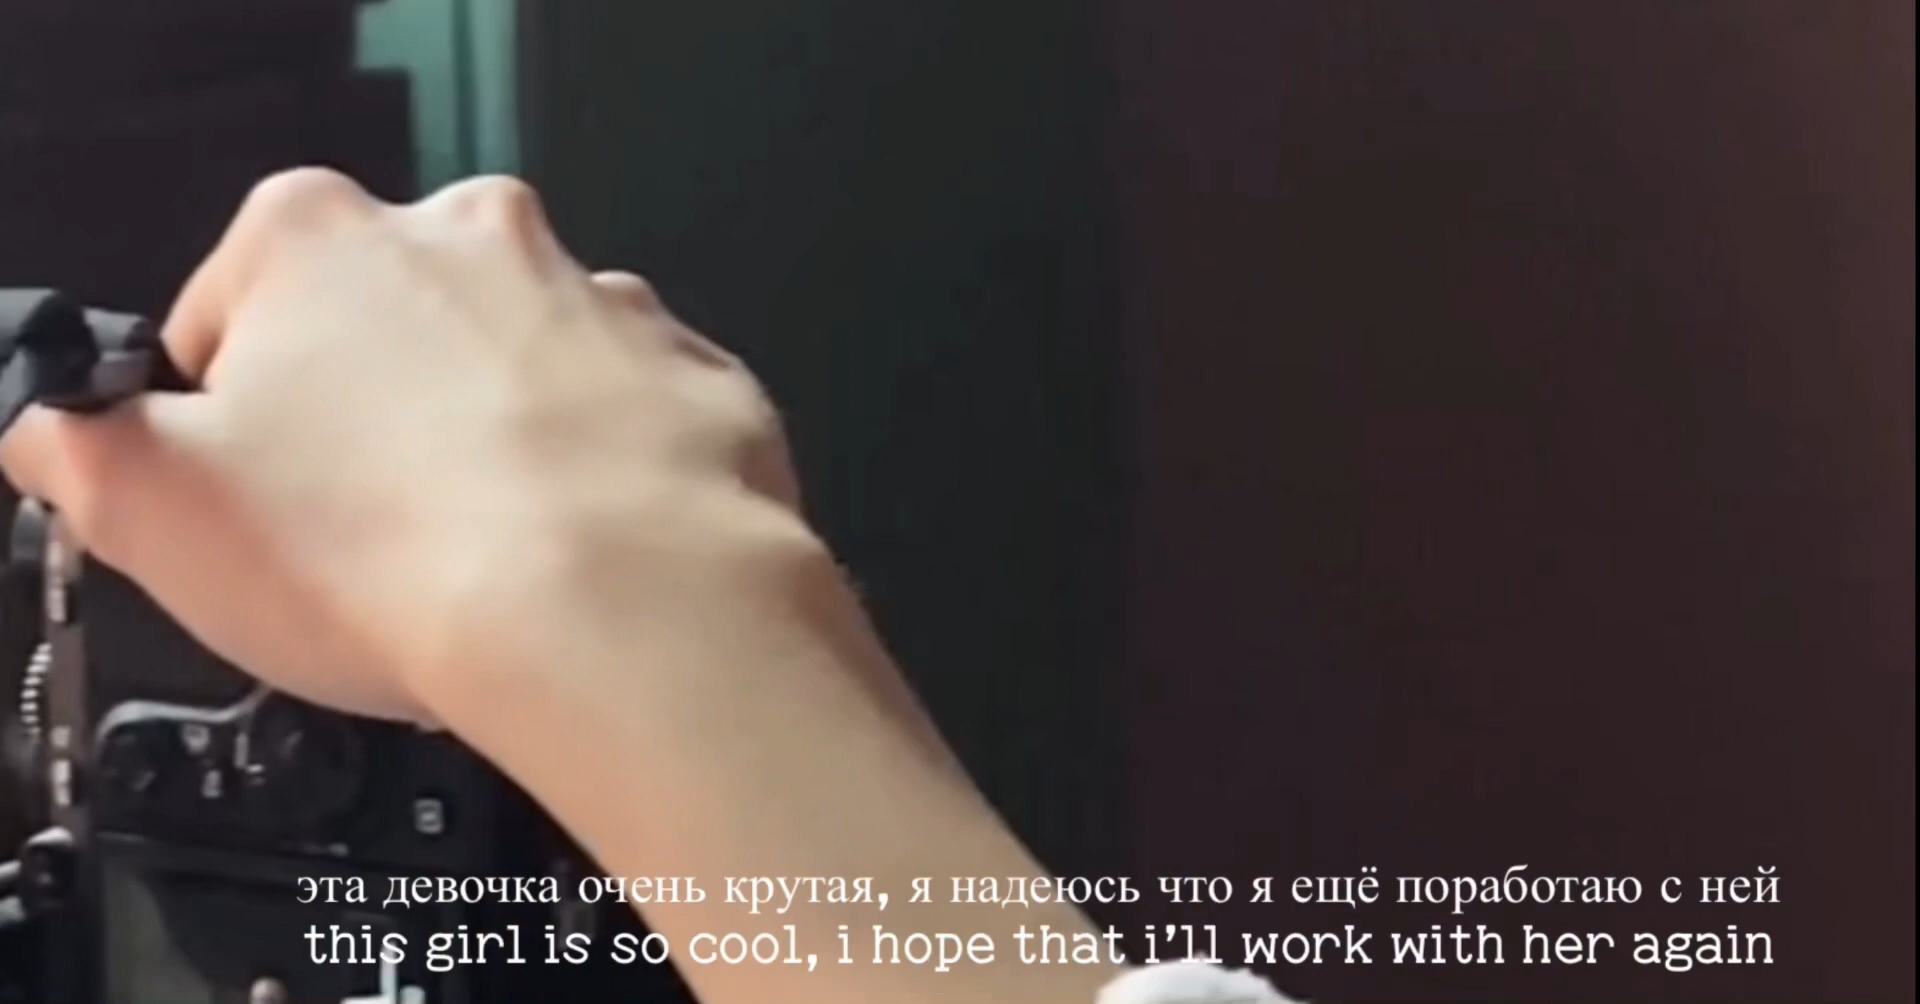 эта девочка очень крутая, я надеюсь что я ещё поработаю с ней
this girl is so cool, i hope that i'll work with her again